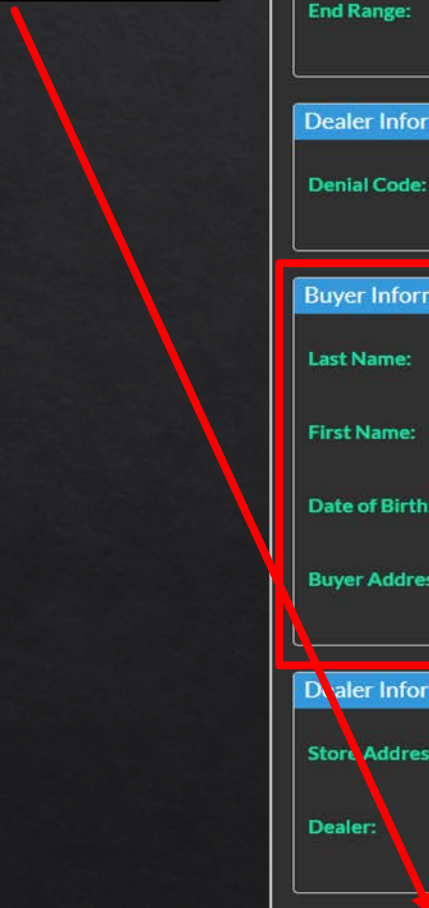 End Range:
Dealer Infor
Denial Code:
Buyer Inform
Last Name:
First Name:
Date of Birth
Buyer Addres
Dealer Infor
Store Addres
Dealer: